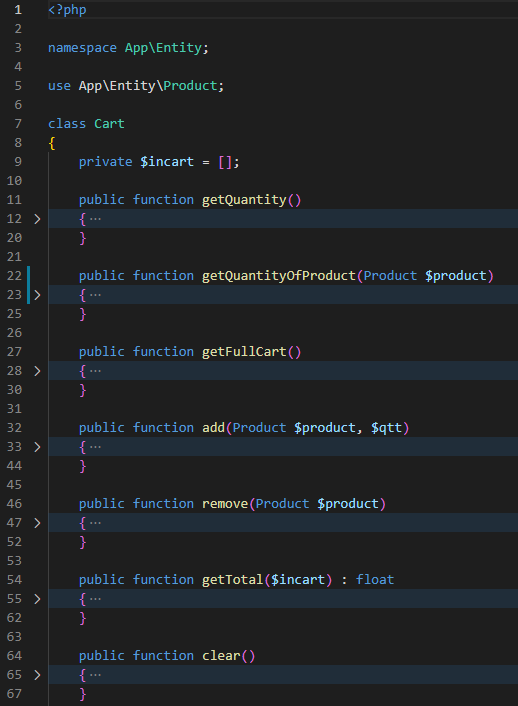 1 <?php
2
3 namespace App\Entity;
4
5 use App\Entity\Product;
6
7 class Cart
8 {
9 private $incart = [];
10
11 public function getQuantity()
12 > { ···
20 }
21
22 public function getQuantityOfProduct(Product $product)
23 > { ···
25 }
26
27 public function getFullCart()
28 > { ···
30 }
31
32 public function add(Product $product, $qtt)
33 > { ···
44 }
45
46 public function remove(Product $product)
47 > { ···
52 }
53
54 public function getTotal($incart) : float
55 > { ···
62 }
63
64 public function clear()
65 > { ···
67 }